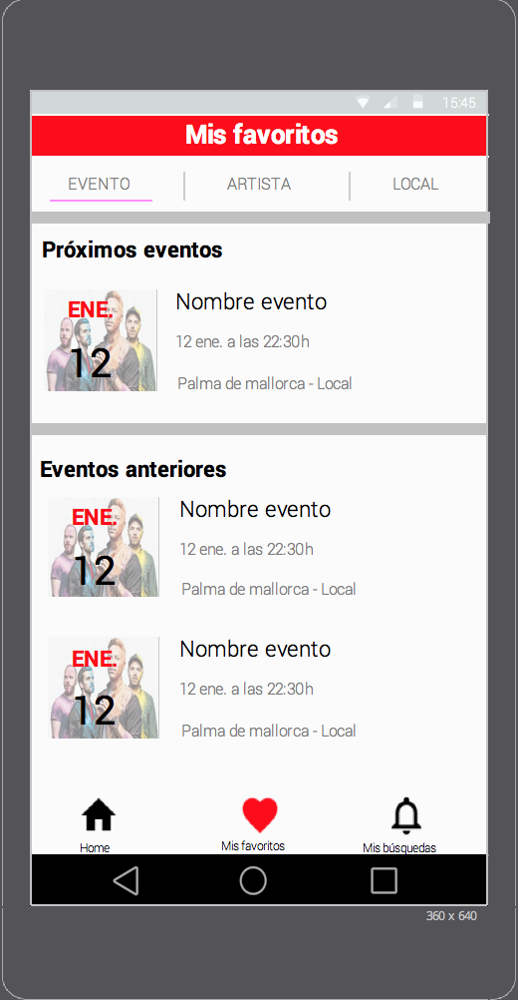 15:45
Mis favoritos
EVENTO ARTISTA LOCAL
Próximos eventos
ENE.
12
Nombre evento
12 ene. a las 22:30h
Palma de mallorca - Local
Eventos anteriores
ENE.
12
Nombre evento
12 ene. a las 22:30h
Palma de mallorca - Local
ENE.
12
Nombre evento
12 ene. a las 22:30h
Palma de mallorca - Local
Home Mis favoritos Mis búsquedas
360 x 640